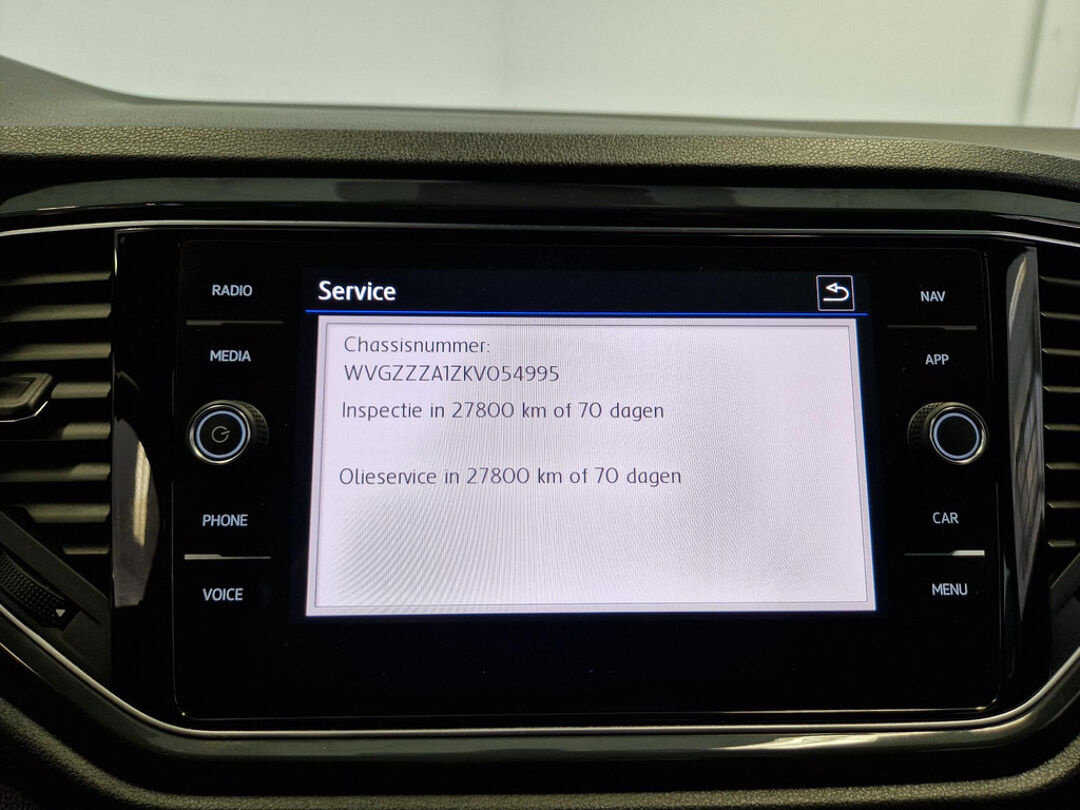 Service
RADIO
MEDIA
PHONE
VOICE
Chassisnummer:
WVGZZZA1ZKV054995
Inspectie in 27800 km of 70 dagen
Olieservice in 27800 km of 70 dagen
NAV
APP
CAR
MENU